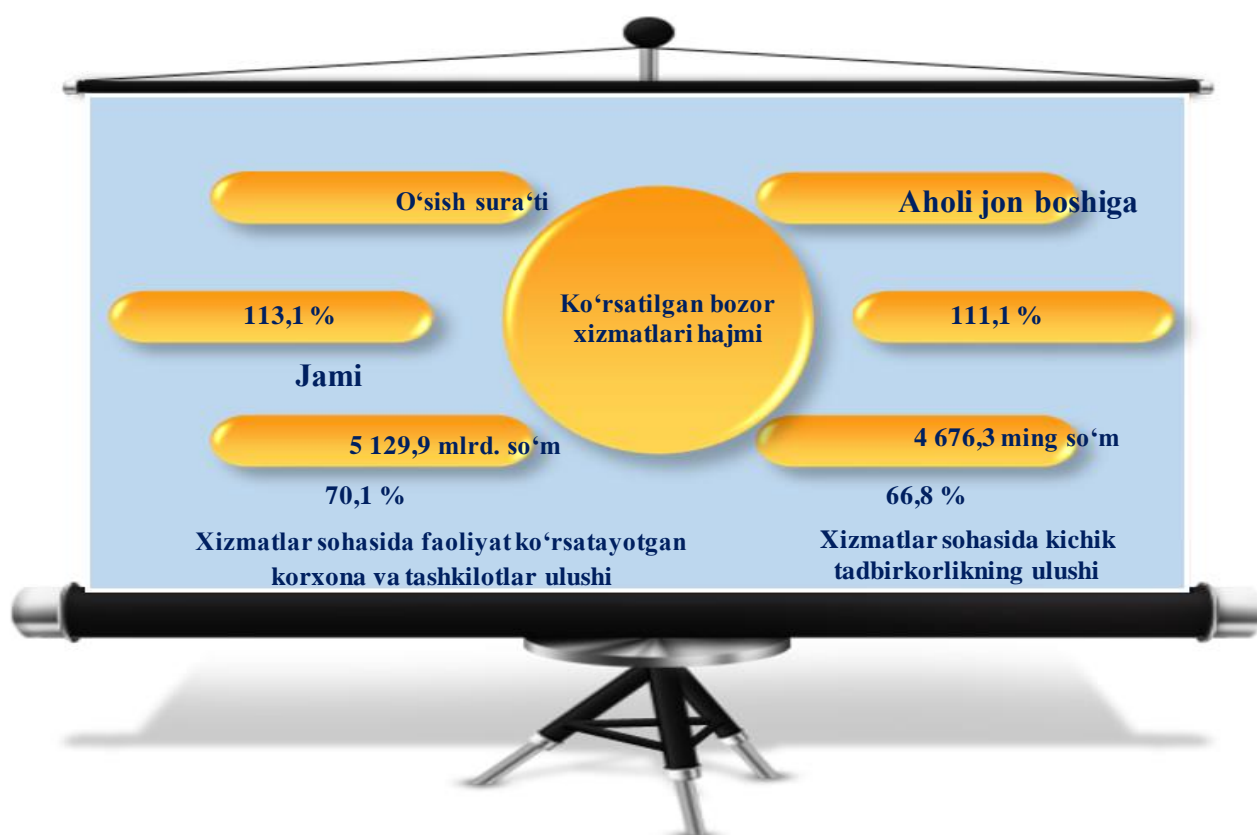 O‘sish sura‘ti
Aholi jon boshiga
113,1 %
Ko‘rsatilgan bozor
xizmatlari hajmi
111,1 %
Jami
5 129,9 mlrd. so‘m
4 676,3 ming so‘m
70,1 %
66,8 %
Xizmatlar sohasida faoliyat ko‘rsatayotgan
korxona va tashkilotlar ulushi
Xizmatlar sohasida kichik
tadbirkorlikning ulushi